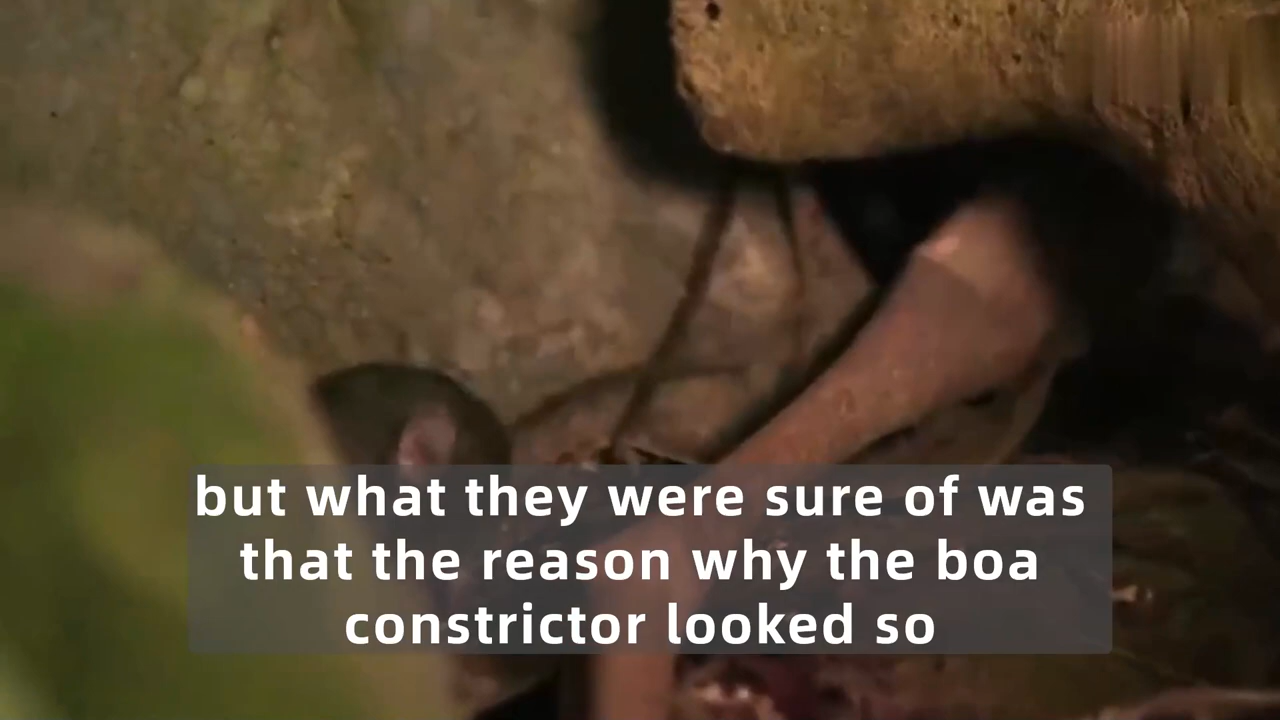 but what they were sure of was
that the reason why the boa
constrictor looked so